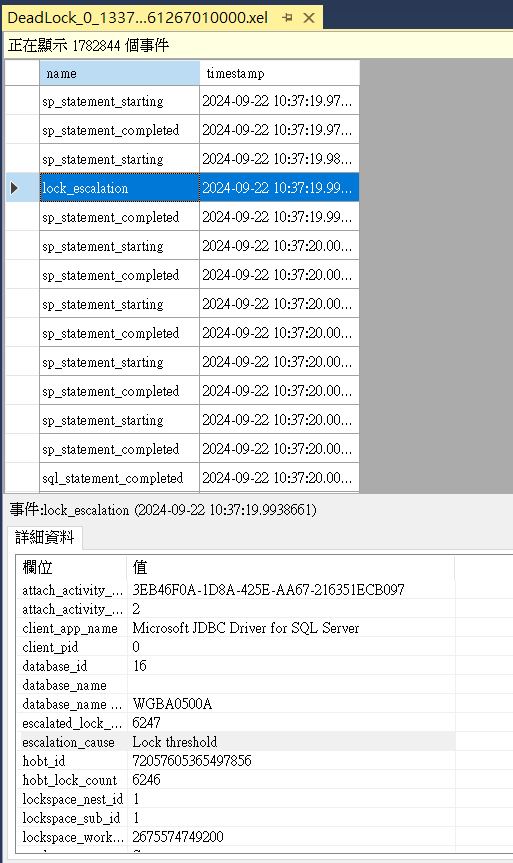 DeadLock_0_1337...61267010000.xel
正在顯示 1782844 個事件
name timestamp
sp_statement_starting 2024-09-22 10:37:19.97...
sp_statement_completed 2024-09-22 10:37:19.97...
sp_statement_starting 2024-09-22 10:37:19.98...
lock_escalation 2024-09-22 10:37:19.99...
sp_statement_completed 2024-09-22 10:37:19.99...
sp_statement_starting 2024-09-22 10:37:20.00...
sp_statement_completed 2024-09-22 10:37:20.00...
sp_statement_starting 2024-09-22 10:37:20.00...
sp_statement_completed 2024-09-22 10:37:20.00...
sp_statement_starting 2024-09-22 10:37:20.00...
sp_statement_completed 2024-09-22 10:37:20.00...
sp_statement_starting 2024-09-22 10:37:20.00...
sp_statement_completed 2024-09-22 10:37:20.00...
sql_statement_completed 2024-09-22 10:37:20.00...
事件:lock_escalation (2024-09-22 10:37:19.9938661)
詳細資料
欄位 值
attach_activity_... 3EB46F0A-1D8A-425E-AA67-216351ECB097
attach_activity_... 2
client_app_name Microsoft JDBC Driver for SQL Server
client_pid 0
database_id 16
database_name
database_name ... WGBA0500A
escalated_lock_... 6247
escalation_cause Lock threshold
hobt_id 72057605365497856
hobt_lock_count 6246
lockspace_nest_id 1
lockspace_sub_id 1
lockspace_work... 2675574749200